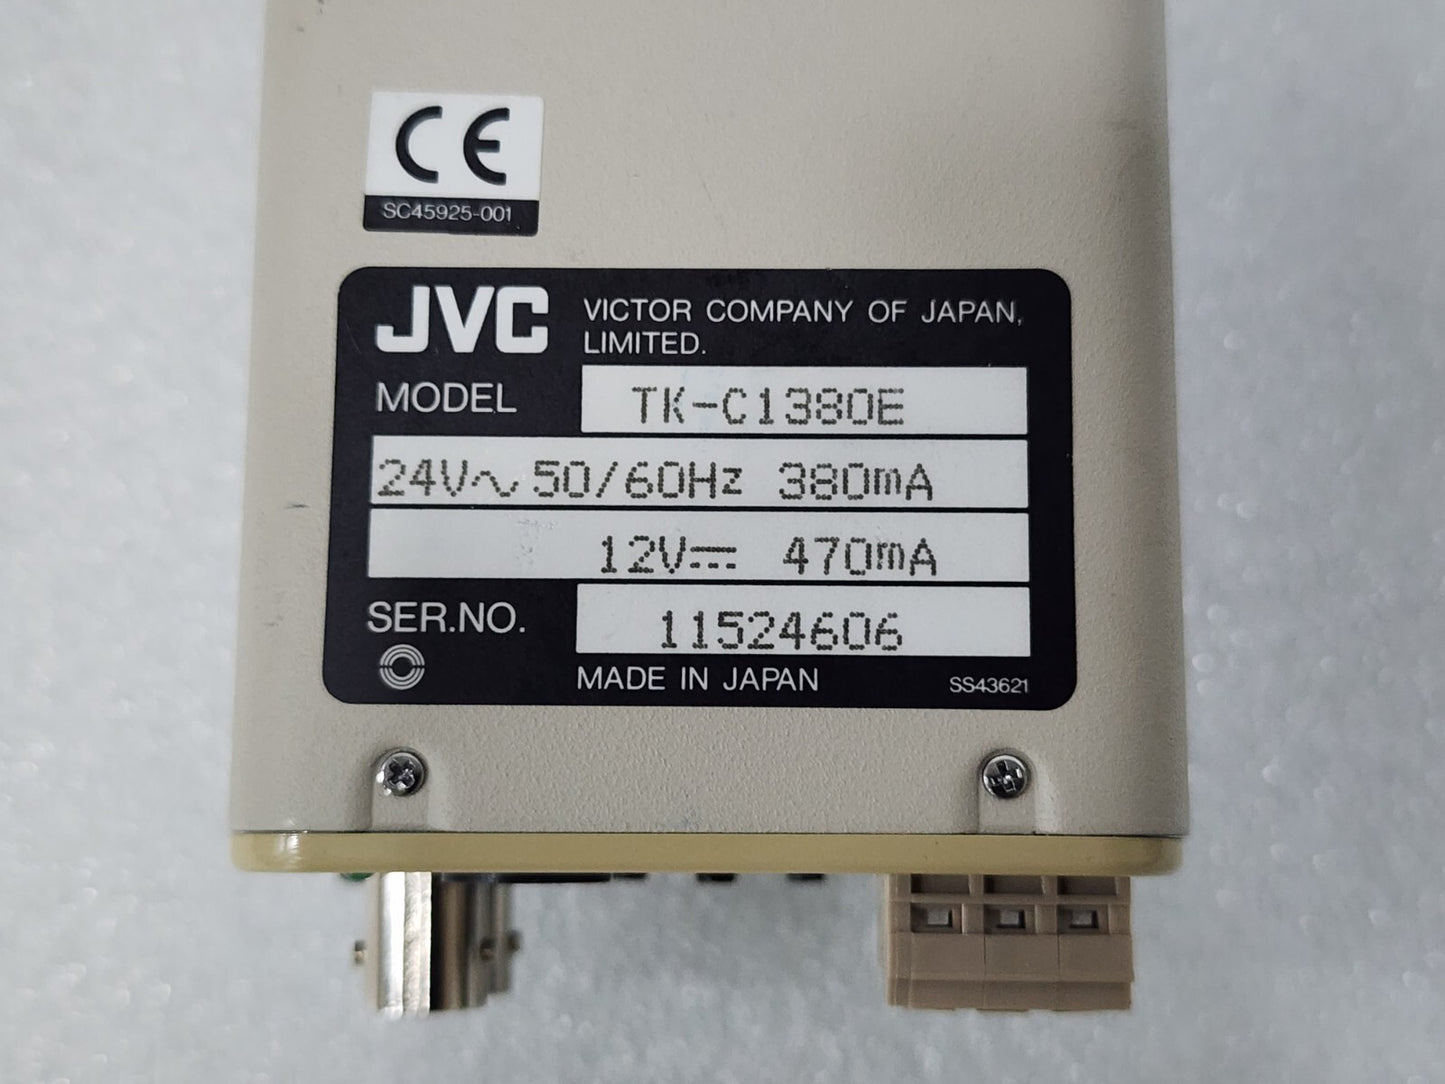 CE
SC45925-001
JVC VICTOR COMPANY OF JAPAN,
LIMITED.
MODEL TK-C1380E
24V∿50/60Hz 380mA
12V⎓ 470mA
SER.NO. 11524606
MADE IN JAPAN SS43621